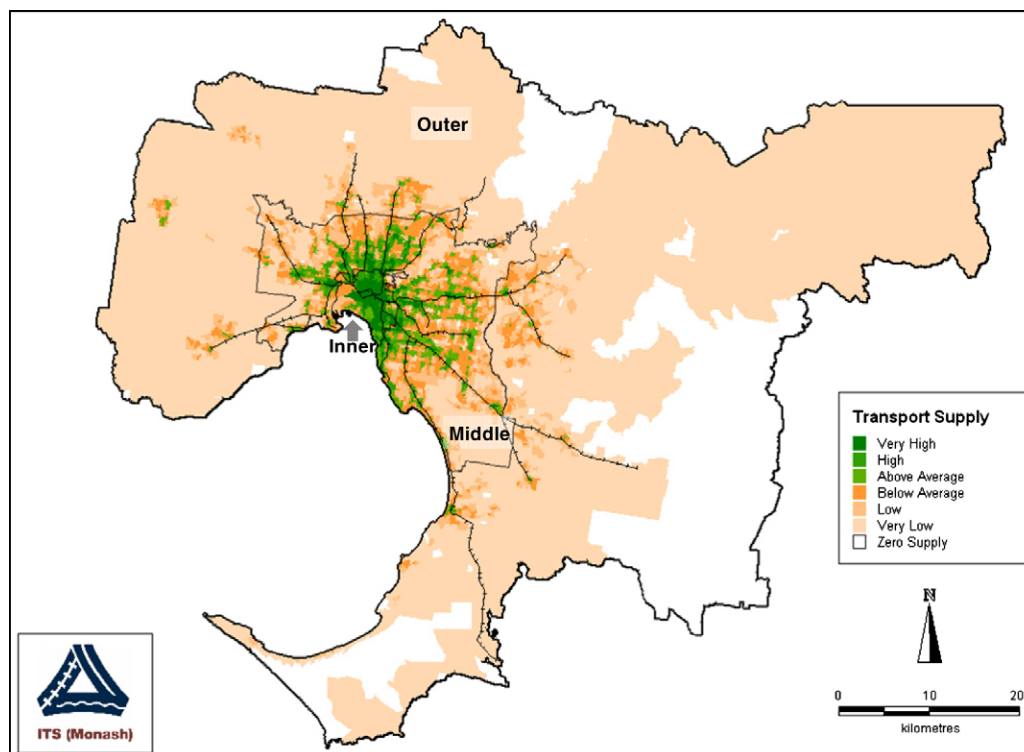 Outer
Inner
Middle
Transport Supply
Very High
High
Above Average
Below Average
Low
Very Low
Zero Supply
N
0 10 20
kilometres
ITS (Monash)